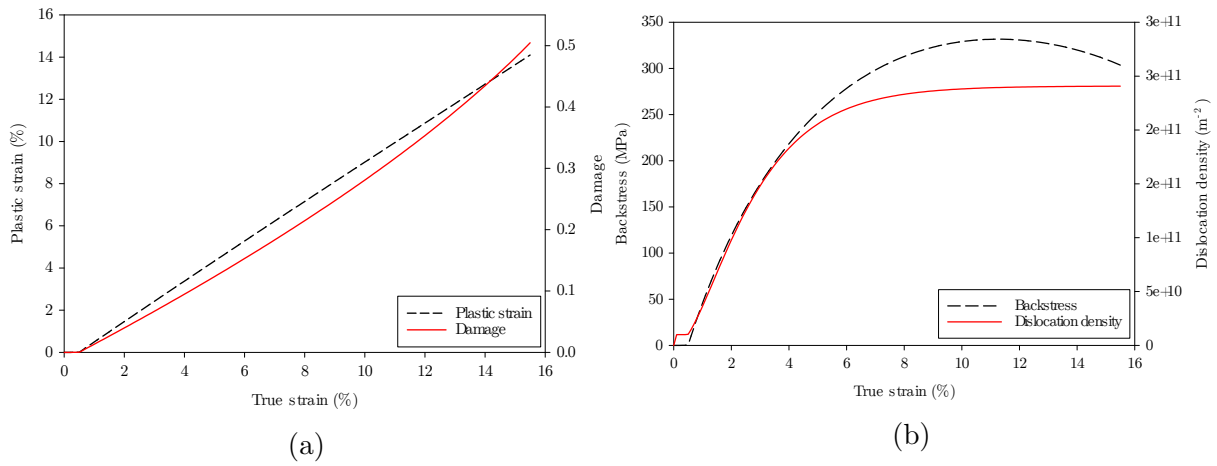 16
14
12
10
8
6
4
2
0
Plastic strain (%)
0 2 4 6 8 10 12 14 16
True strain (%)
0.5
0.4
0.3
0.2
0.1
0.0
Damage
Plastic strain
Damage
(a)
350
300
250
200
150
100
50
0
Backstress (MPa)
0 2 4 6 8 10 12 14 16
True strain (%)
3e+11
3e+11
2e+11
2e+11
1e+11
5e+10
0
Dislocation density (m⁻²)
Backstress
Dislocation density
(b)